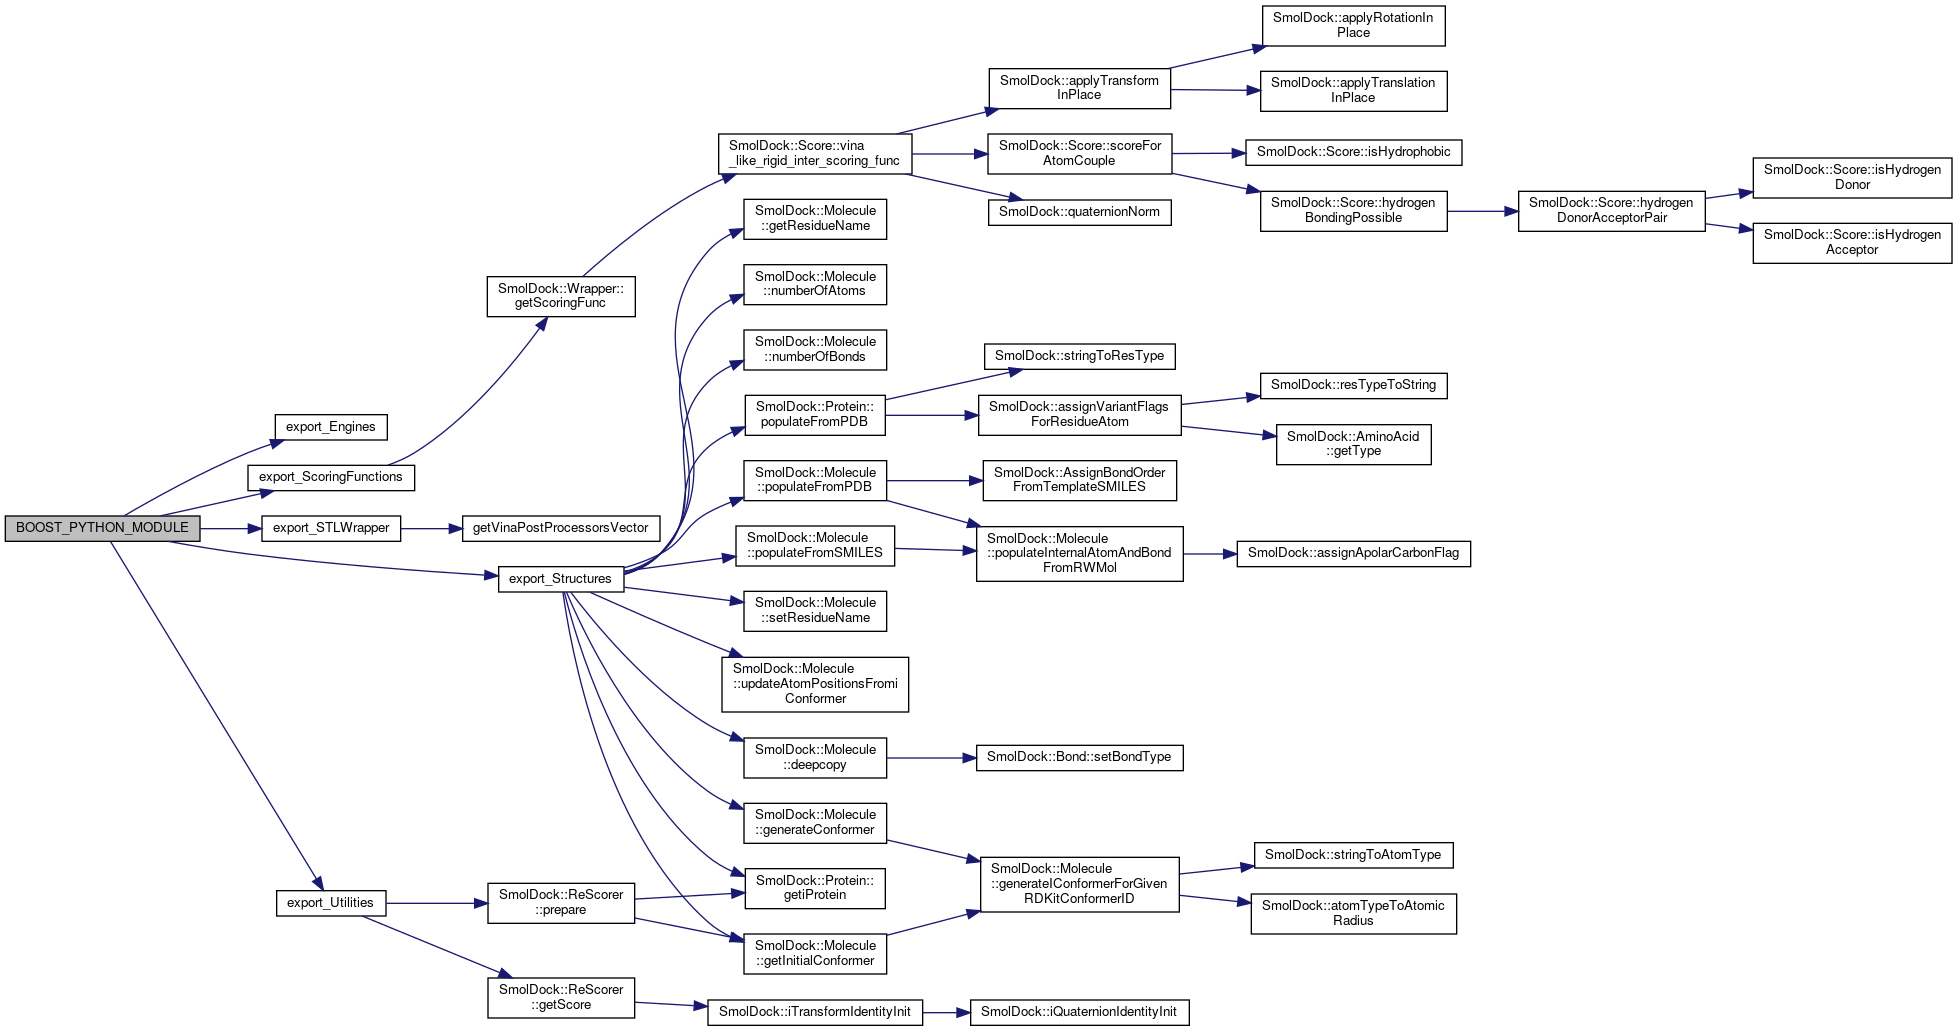 BOOST_PYTHON_MODULE
export_Engines
export_ScoringFunctions
export_STLWrapper
export_Structures
export_Utilities
SmolDock::Wrapper::
getScoringFunc
getVinaPostProcessorsVector
SmolDock::ReScorer
::prepare
SmolDock::ReScorer
::getScore
SmolDock::Score::vina
_like_rigid_inter_scoring_func
SmolDock::Molecule
::getResidueName
SmolDock::Molecule
::numberOfAtoms
SmolDock::Molecule
::numberOfBonds
SmolDock::Protein::
populateFromPDB
SmolDock::Molecule
::populateFromPDB
SmolDock::Molecule
::populateFromSMILES
SmolDock::Molecule
::setResidueName
SmolDock::Molecule
::updateAtomPositionsFromi
Conformer
SmolDock::Molecule
::deepcopy
SmolDock::Molecule
::generateConformer
SmolDock::Protein::
getiProtein
SmolDock::Molecule
::getInitialConformer
SmolDock::iTransformIdentityInit
SmolDock::applyTransform
InPlace
SmolDock::Score::scoreFor
AtomCouple
SmolDock::quaternionNorm
SmolDock::stringToResType
SmolDock::assignVariantFlags
ForResidueAtom
SmolDock::AssignBondOrder
FromTemplateSMILES
SmolDock::Molecule
::populateInternalAtomAndBond
FromRWMol
SmolDock::Bond::setBondType
SmolDock::Molecule
::generateIConformerForGiven
RDKitConformerID
SmolDock::iQuaternionIdentityInit
SmolDock::applyRotationIn
Place
SmolDock::applyTranslation
InPlace
SmolDock::Score::isHydrophobic
SmolDock::Score::hydrogen
BondingPossible
SmolDock::resTypeToString
SmolDock::AminoAcid
::getType
SmolDock::assignApolarCarbonFlag
SmolDock::stringToAtomType
SmolDock::atomTypeToAtomic
Radius
SmolDock::Score::hydrogen
DonorAcceptorPair
SmolDock::Score::isHydrogen
Donor
SmolDock::Score::isHydrogen
Acceptor